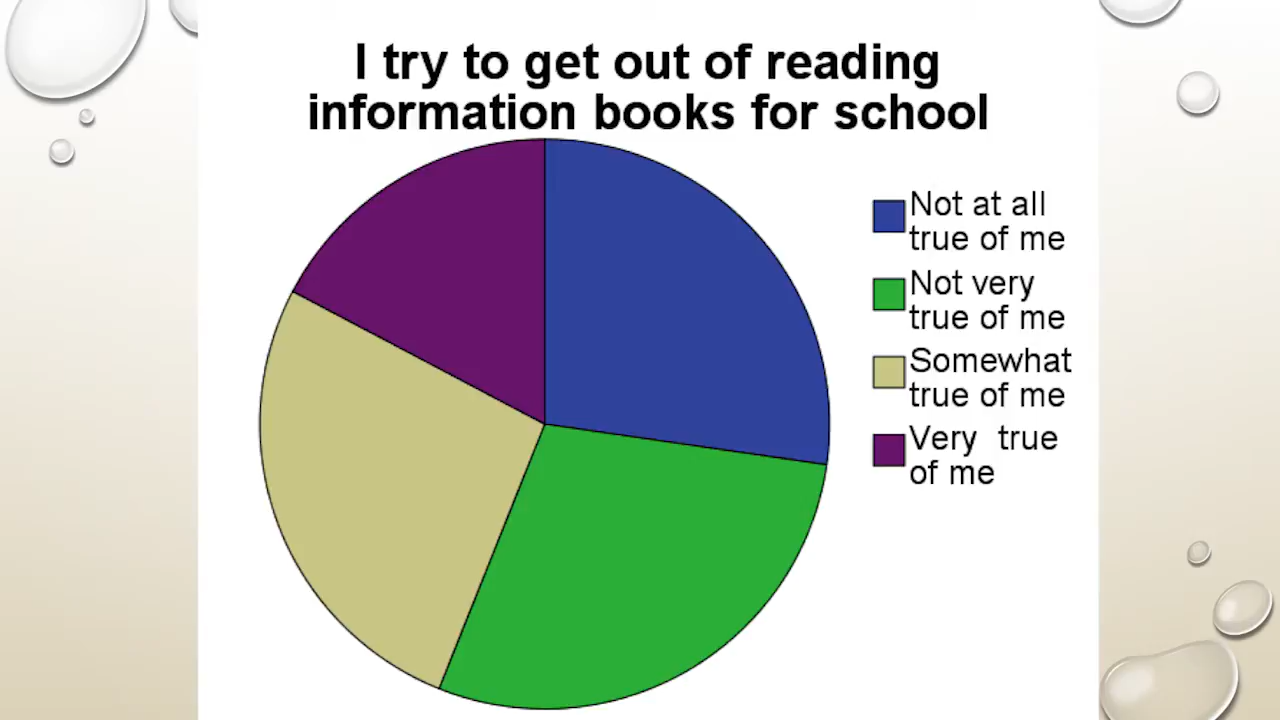 I try to get out of reading
information books for school
Not at all
true of me
Not very
true of me
Somewhat
true of me
Very true
of me